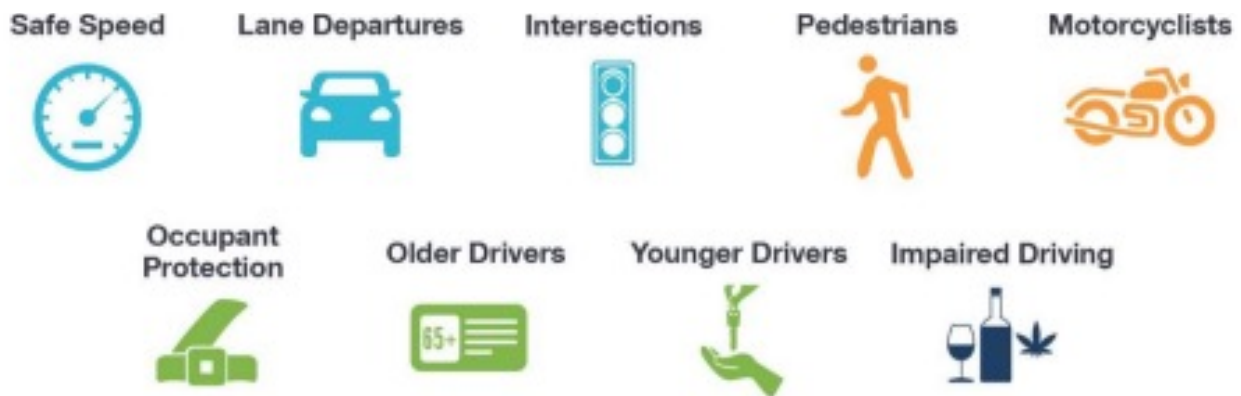 Safe Speed
Lane Departures
Intersections
Pedestrians
Motorcyclists
Occupant
Protection
Older Drivers
Younger Drivers
Impaired Driving
65+